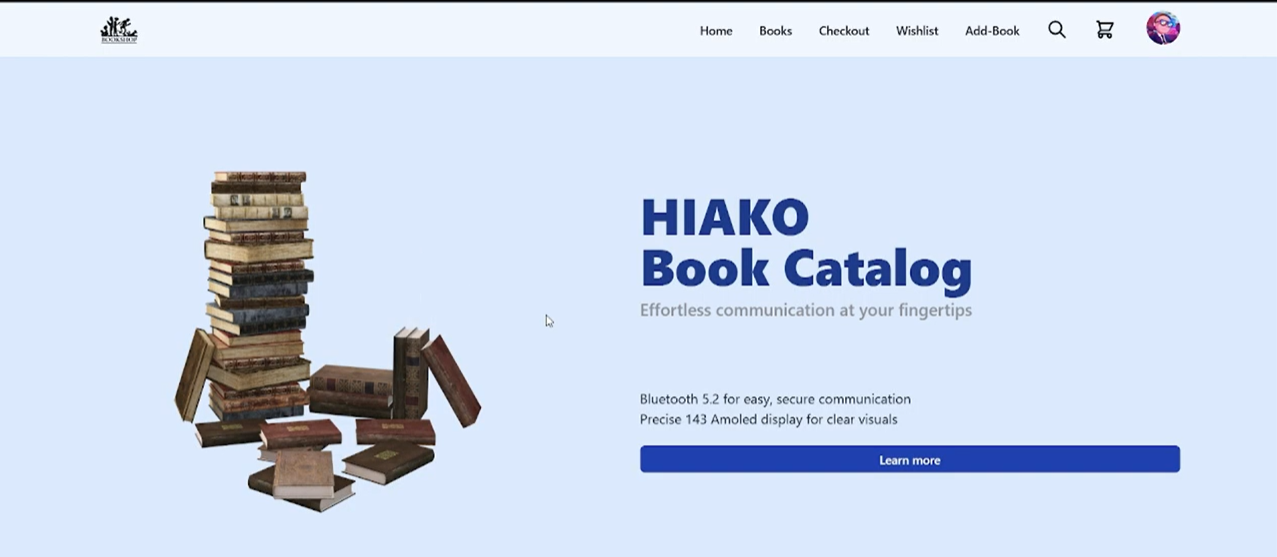 BOOKSHOP
Home Books Checkout Wishlist Add-Book
HIAKO
Book Catalog
Effortless communication at your fingertips
Bluetooth 5.2 for easy, secure communication
Precise 143 Amoled display for clear visuals
Learn more